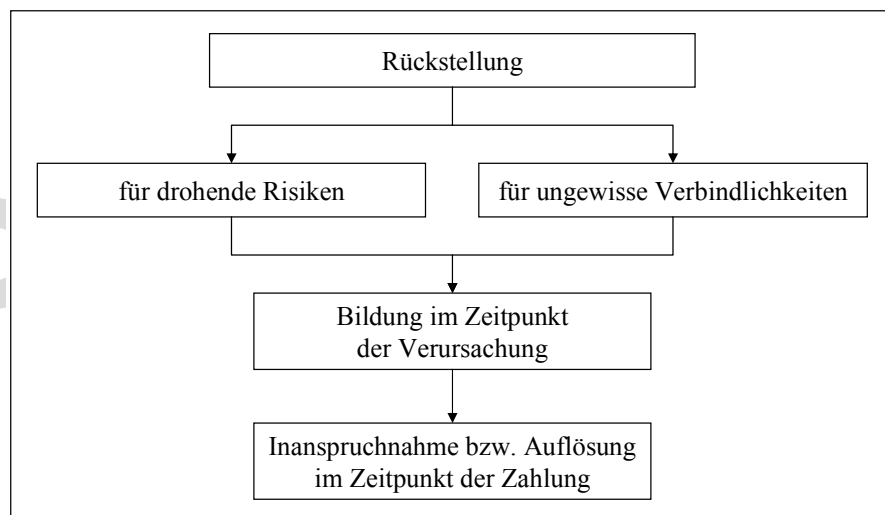 Rückstellung
für drohende Risiken
für ungewisse Verbindlichkeiten
Bildung im Zeitpunkt
der Verursachung
Inanspruchnahme bzw. Auflösung
im Zeitpunkt der Zahlung